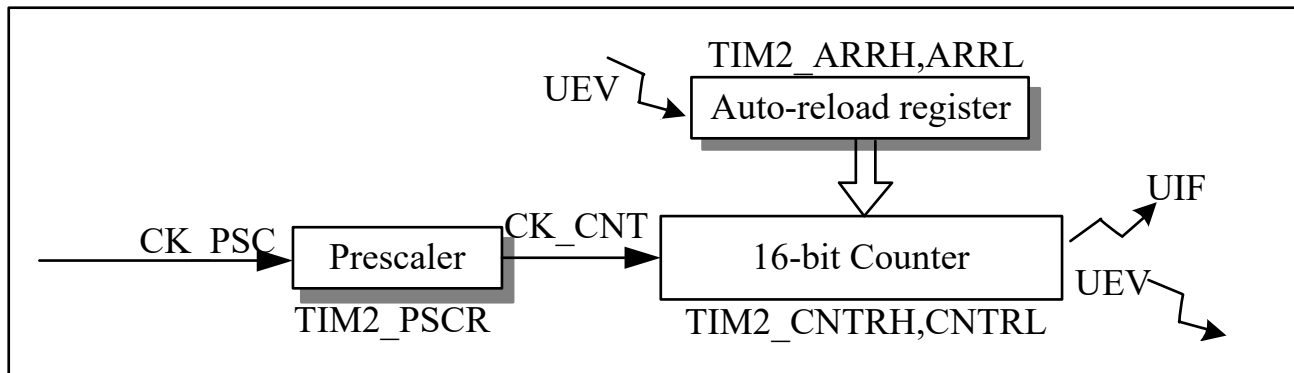 TIM2_ARRH,ARRL
UEV
Auto-reload register
UIF
CK_PSC
CK_CNT
Prescaler
16-bit Counter
UEV
TIM2_PSCR
TIM2_CNTRH,CNTRL